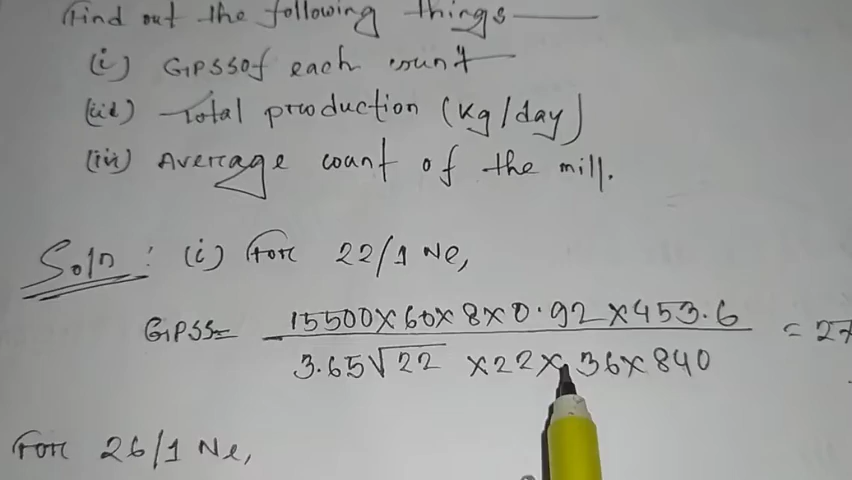 Find out the following things
(i) GPSS of each count
(ii) Total production (kg/day)
(iii) Average count of the mill.
Soln: (i) For 22/1 Ne,
GPSS = 15500×60×8×0.92×453.6 = 27
3.65√22 ×22×36×840
For 26/1 Ne,